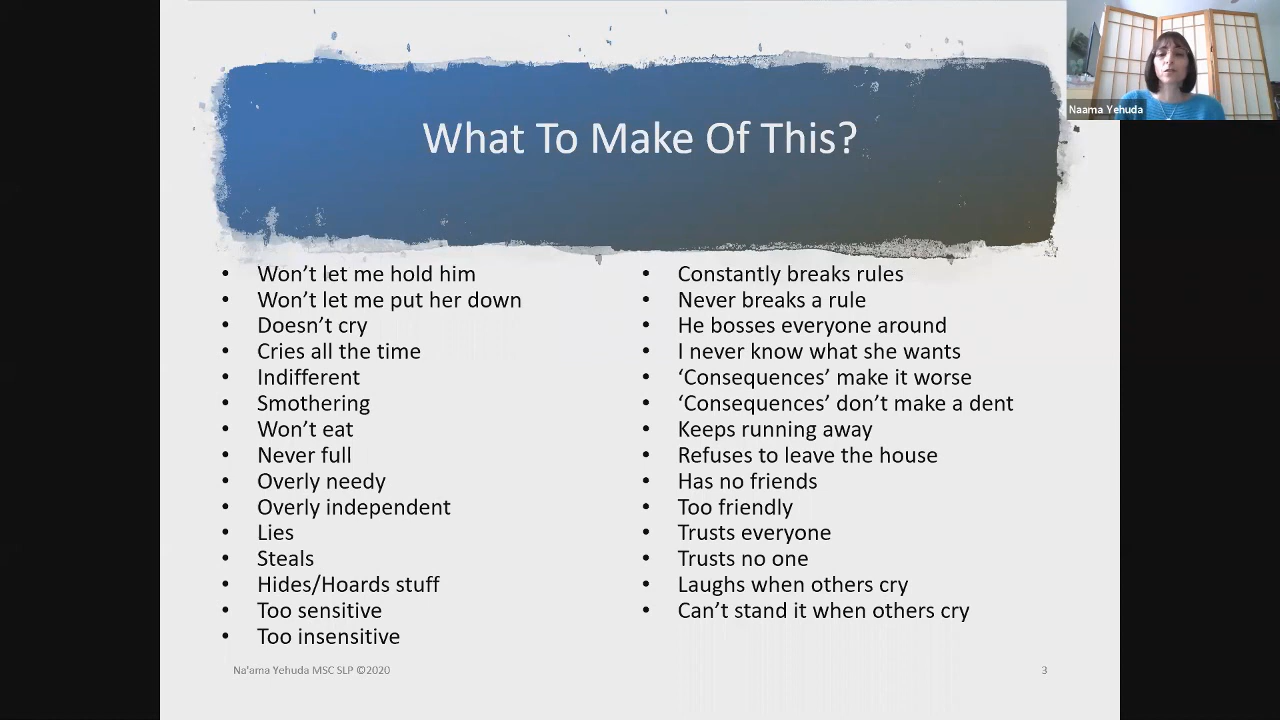 Naama Yehuda
What To Make Of This?
• Won’t let me hold him
• Won’t let me put her down
• Doesn’t cry
• Cries all the time
• Indifferent
• Smothering
• Won’t eat
• Never full
• Overly needy
• Overly independent
• Lies
• Steals
• Hides/Hoards stuff
• Too sensitive
• Too insensitive
• Constantly breaks rules
• Never breaks a rule
• He bosses everyone around
• I never know what she wants
• ‘Consequences’ make it worse
• ‘Consequences’ don’t make a dent
• Keeps running away
• Refuses to leave the house
• Has no friends
• Too friendly
• Trusts everyone
• Trusts no one
• Laughs when others cry
• Can’t stand it when others cry
Na'ama Yehuda MSC SLP ©2020
3